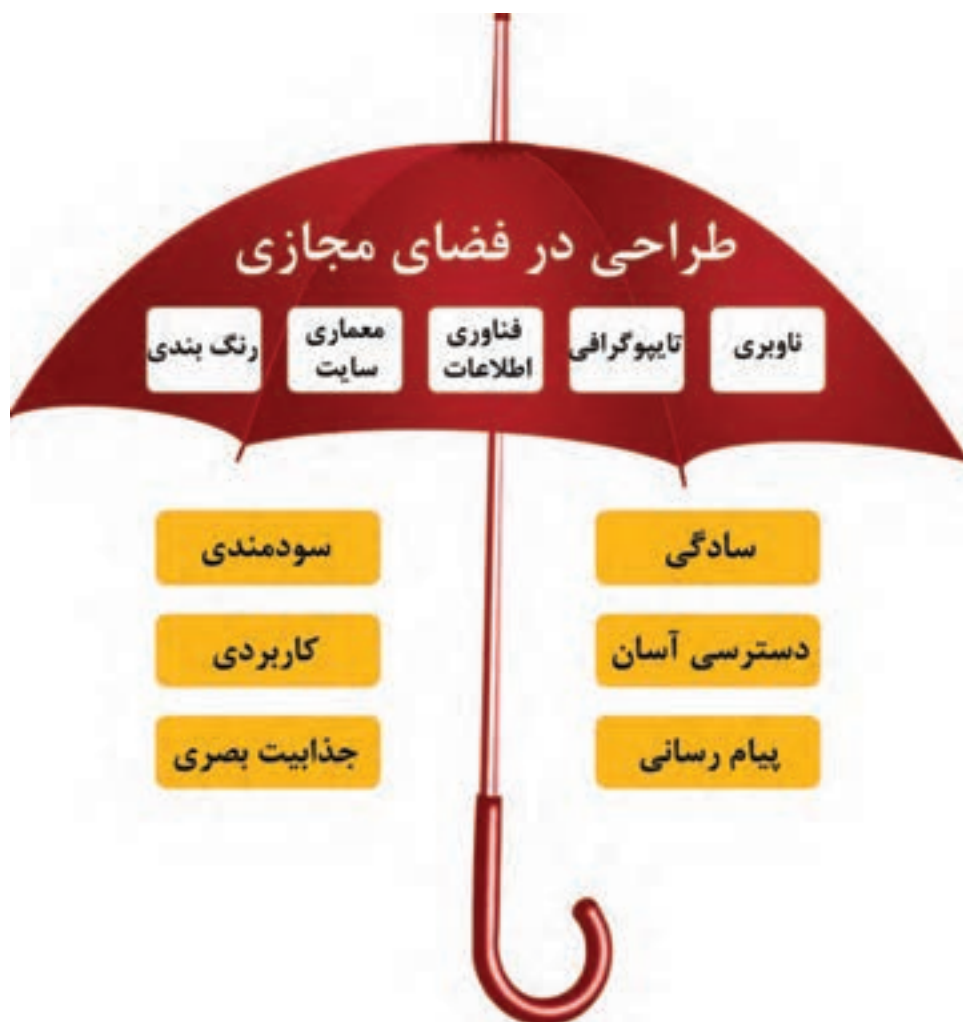 طراحی در فضای مجازی
ناوبری
تایپوگرافی
فناوری
اطلاعات
معماری
سایت
رنگ بندی
سادگی
سودمندی
دسترسی آسان
کاربردی
پیام رسانی
جذابیت بصری